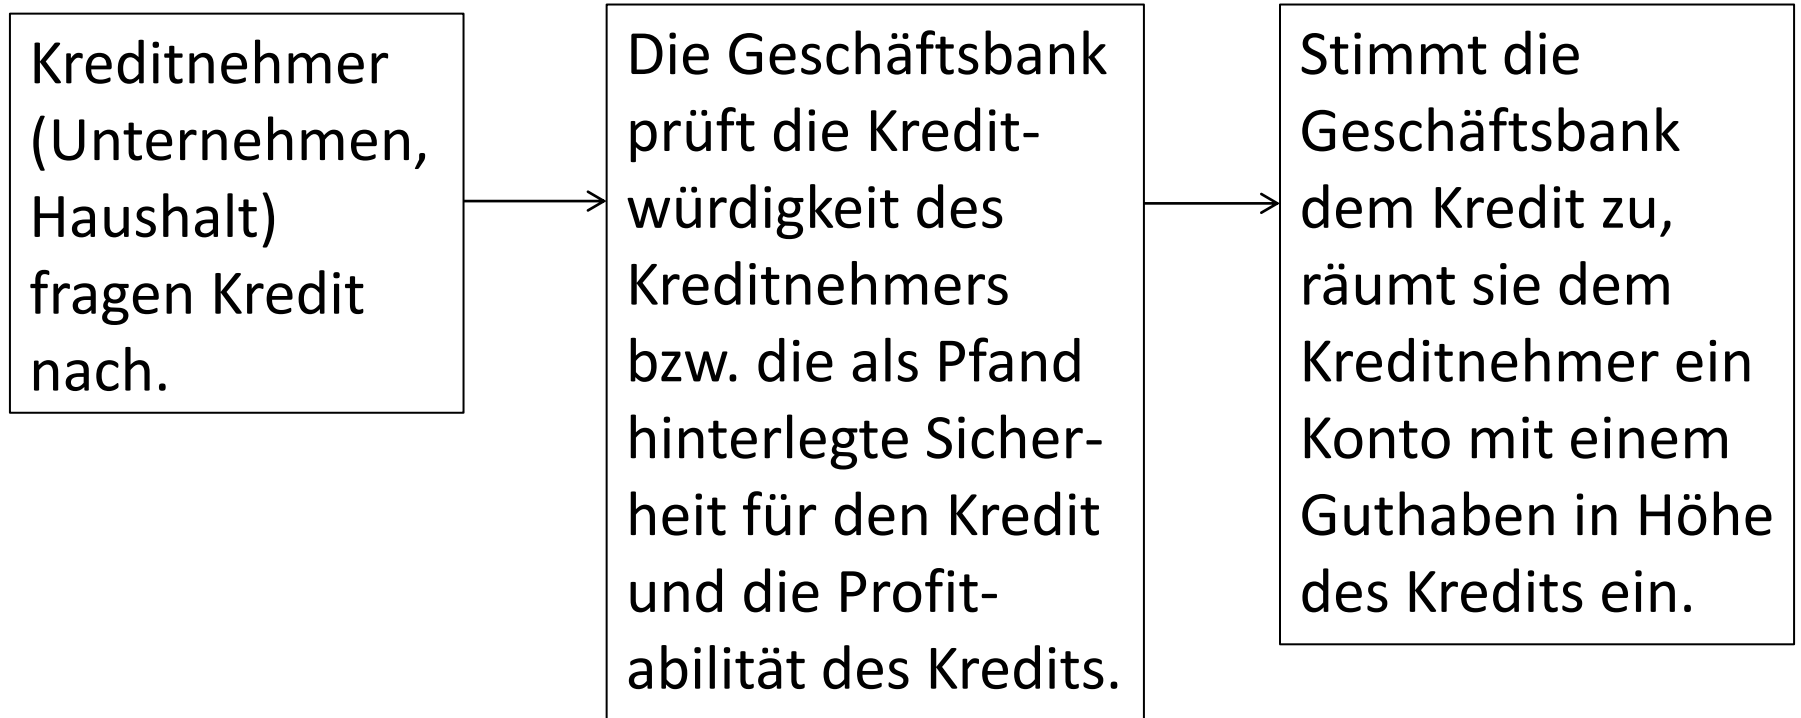 Kreditnehmer
(Unternehmen,
Haushalt)
fragen Kredit
nach.
Die Geschäftsbank
prüft die Kredit-
würdigkeit des
Kreditnehmers
bzw. die als Pfand
hinterlegte Sicher-
heit für den Kredit
und die Profit-
abilität des Kredits.
Stimmt die
Geschäftsbank
dem Kredit zu,
räumt sie dem
Kreditnehmer ein
Konto mit einem
Guthaben in Höhe
des Kredits ein.